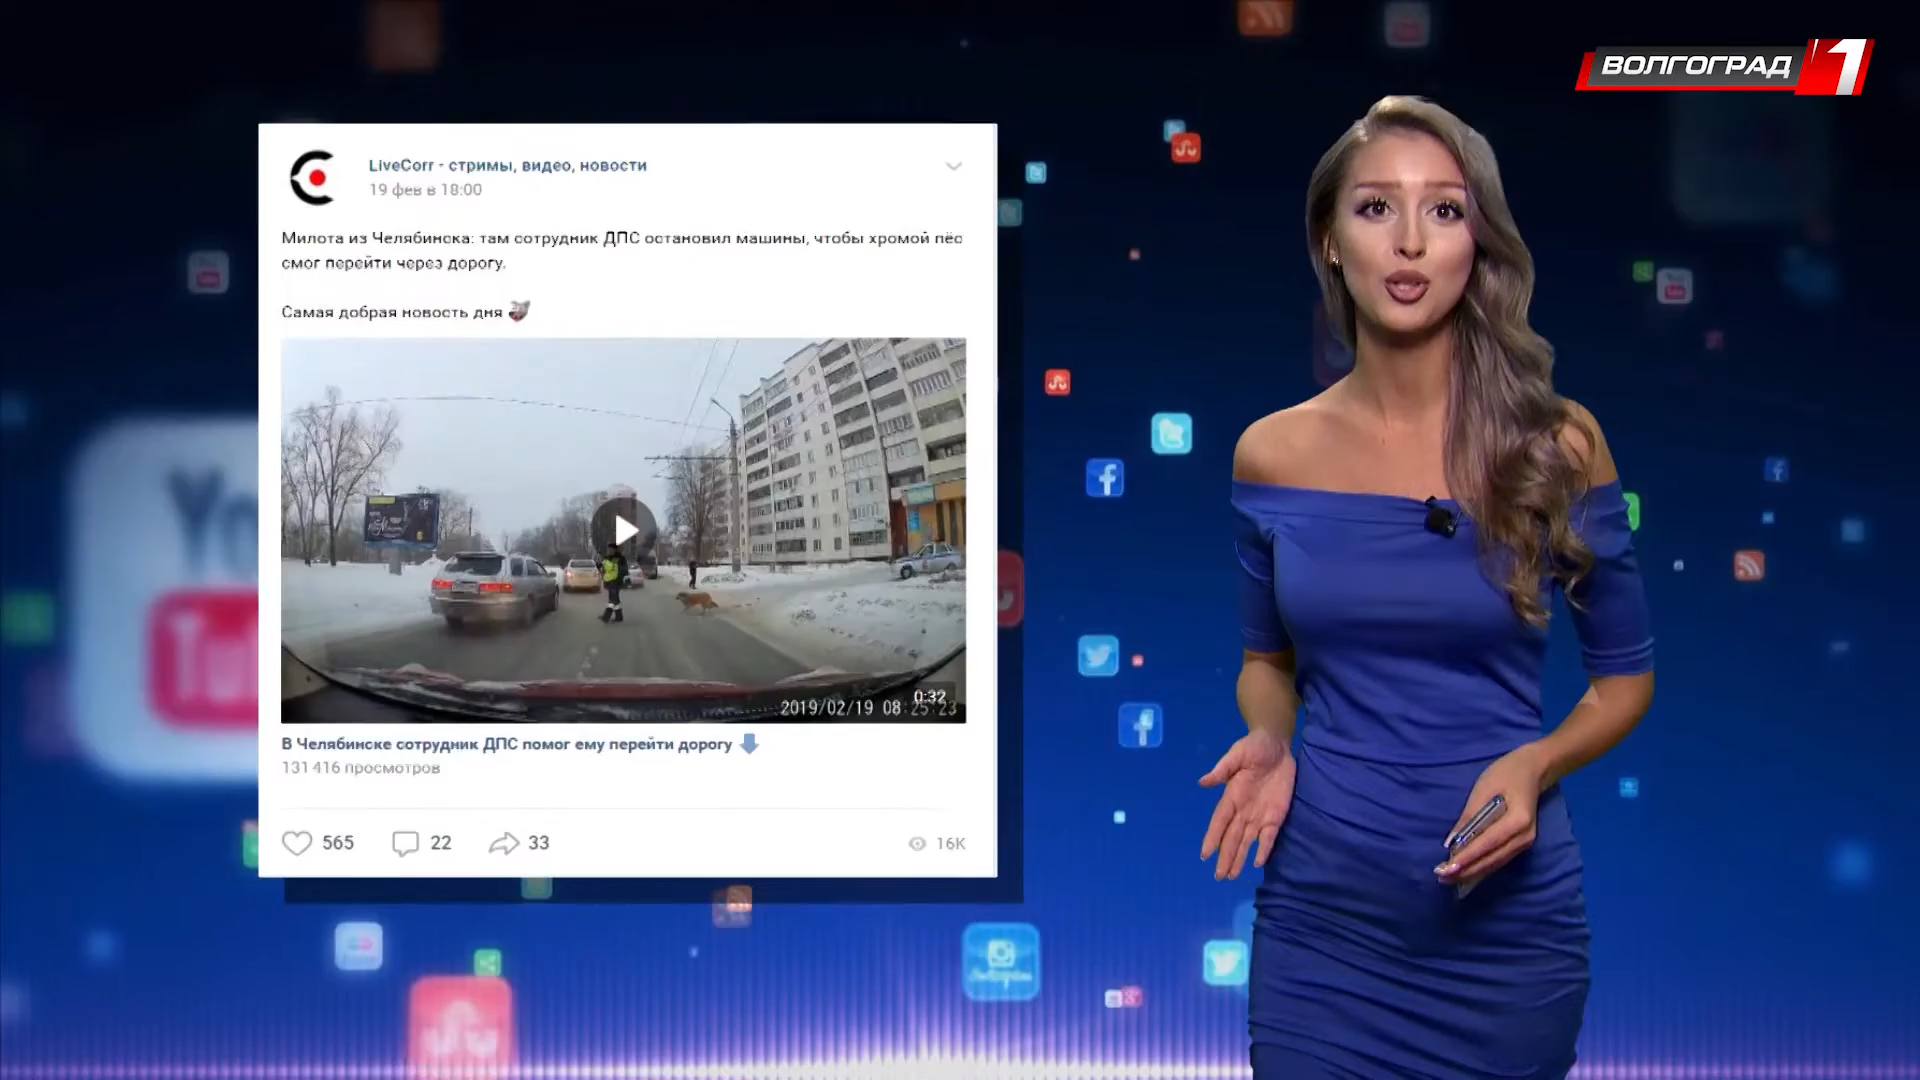 ВОЛГОГРАД 1
LiveCorr - стримы, видео, новости
19 фев в 18:00
Милота из Челябинска: там сотрудник ДПС остановил машины, чтобы хромой пёс
смог перейти через дорогу.
Самая добрая новость дня
0:32
2019/02/19 08:25:23
В Челябинске сотрудник ДПС помог ему перейти дорогу
131 416 просмотров
565 22 33 16K
You
Tub